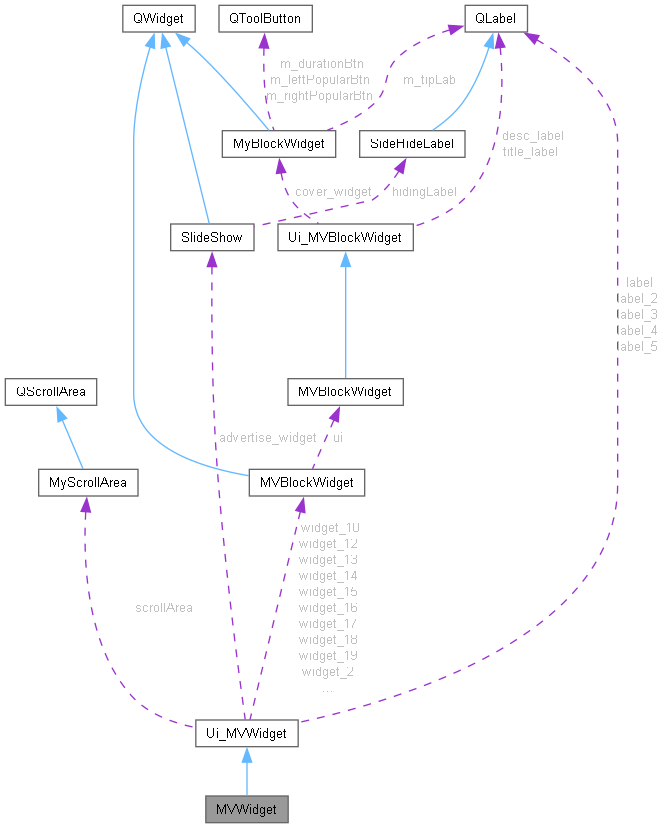 QWidget
QToolButton
QLabel
m_durationBtn
m_leftPopularBtn
m_rightPopularBtn
m_tipLab
MyBlockWidget
SideHideLabel
desc_label
title_label
cover_widget
hidingLabel
SlideShow
Ui_MVBlockWidget
label
label_2
label_3
label_4
label_5
QScrollArea
MVBlockWidget
advertise_widget
ui
MyScrollArea
MVBlockWidget
widget_10
widget_12
widget_13
widget_14
widget_15
widget_16
widget_17
widget_18
widget_19
widget_2
...
scrollArea
Ui_MVWidget
MVWidget